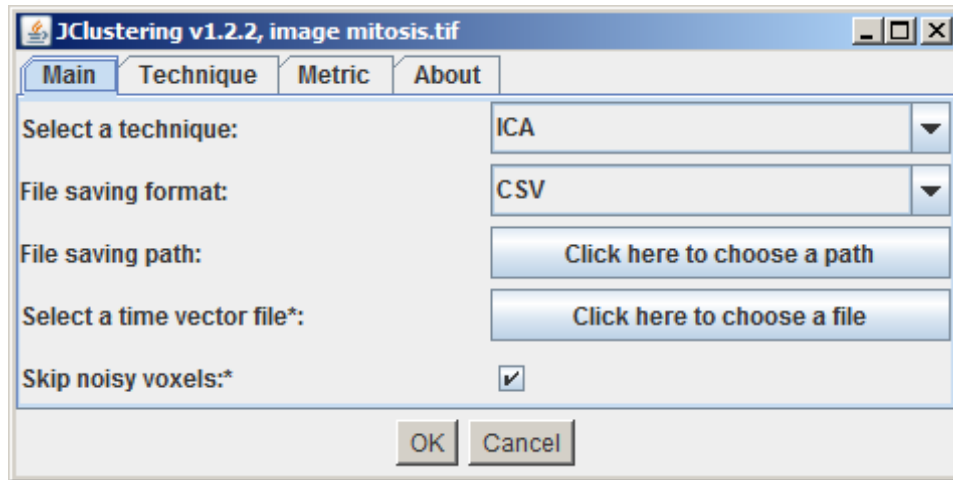 JClustering v1.2.2, image mitosis.tif
Main Technique Metric About
Select a technique: ICA
File saving format: CSV
File saving path: Click here to choose a path
Select a time vector file*: Click here to choose a file
Skip noisy voxels:*
OK Cancel